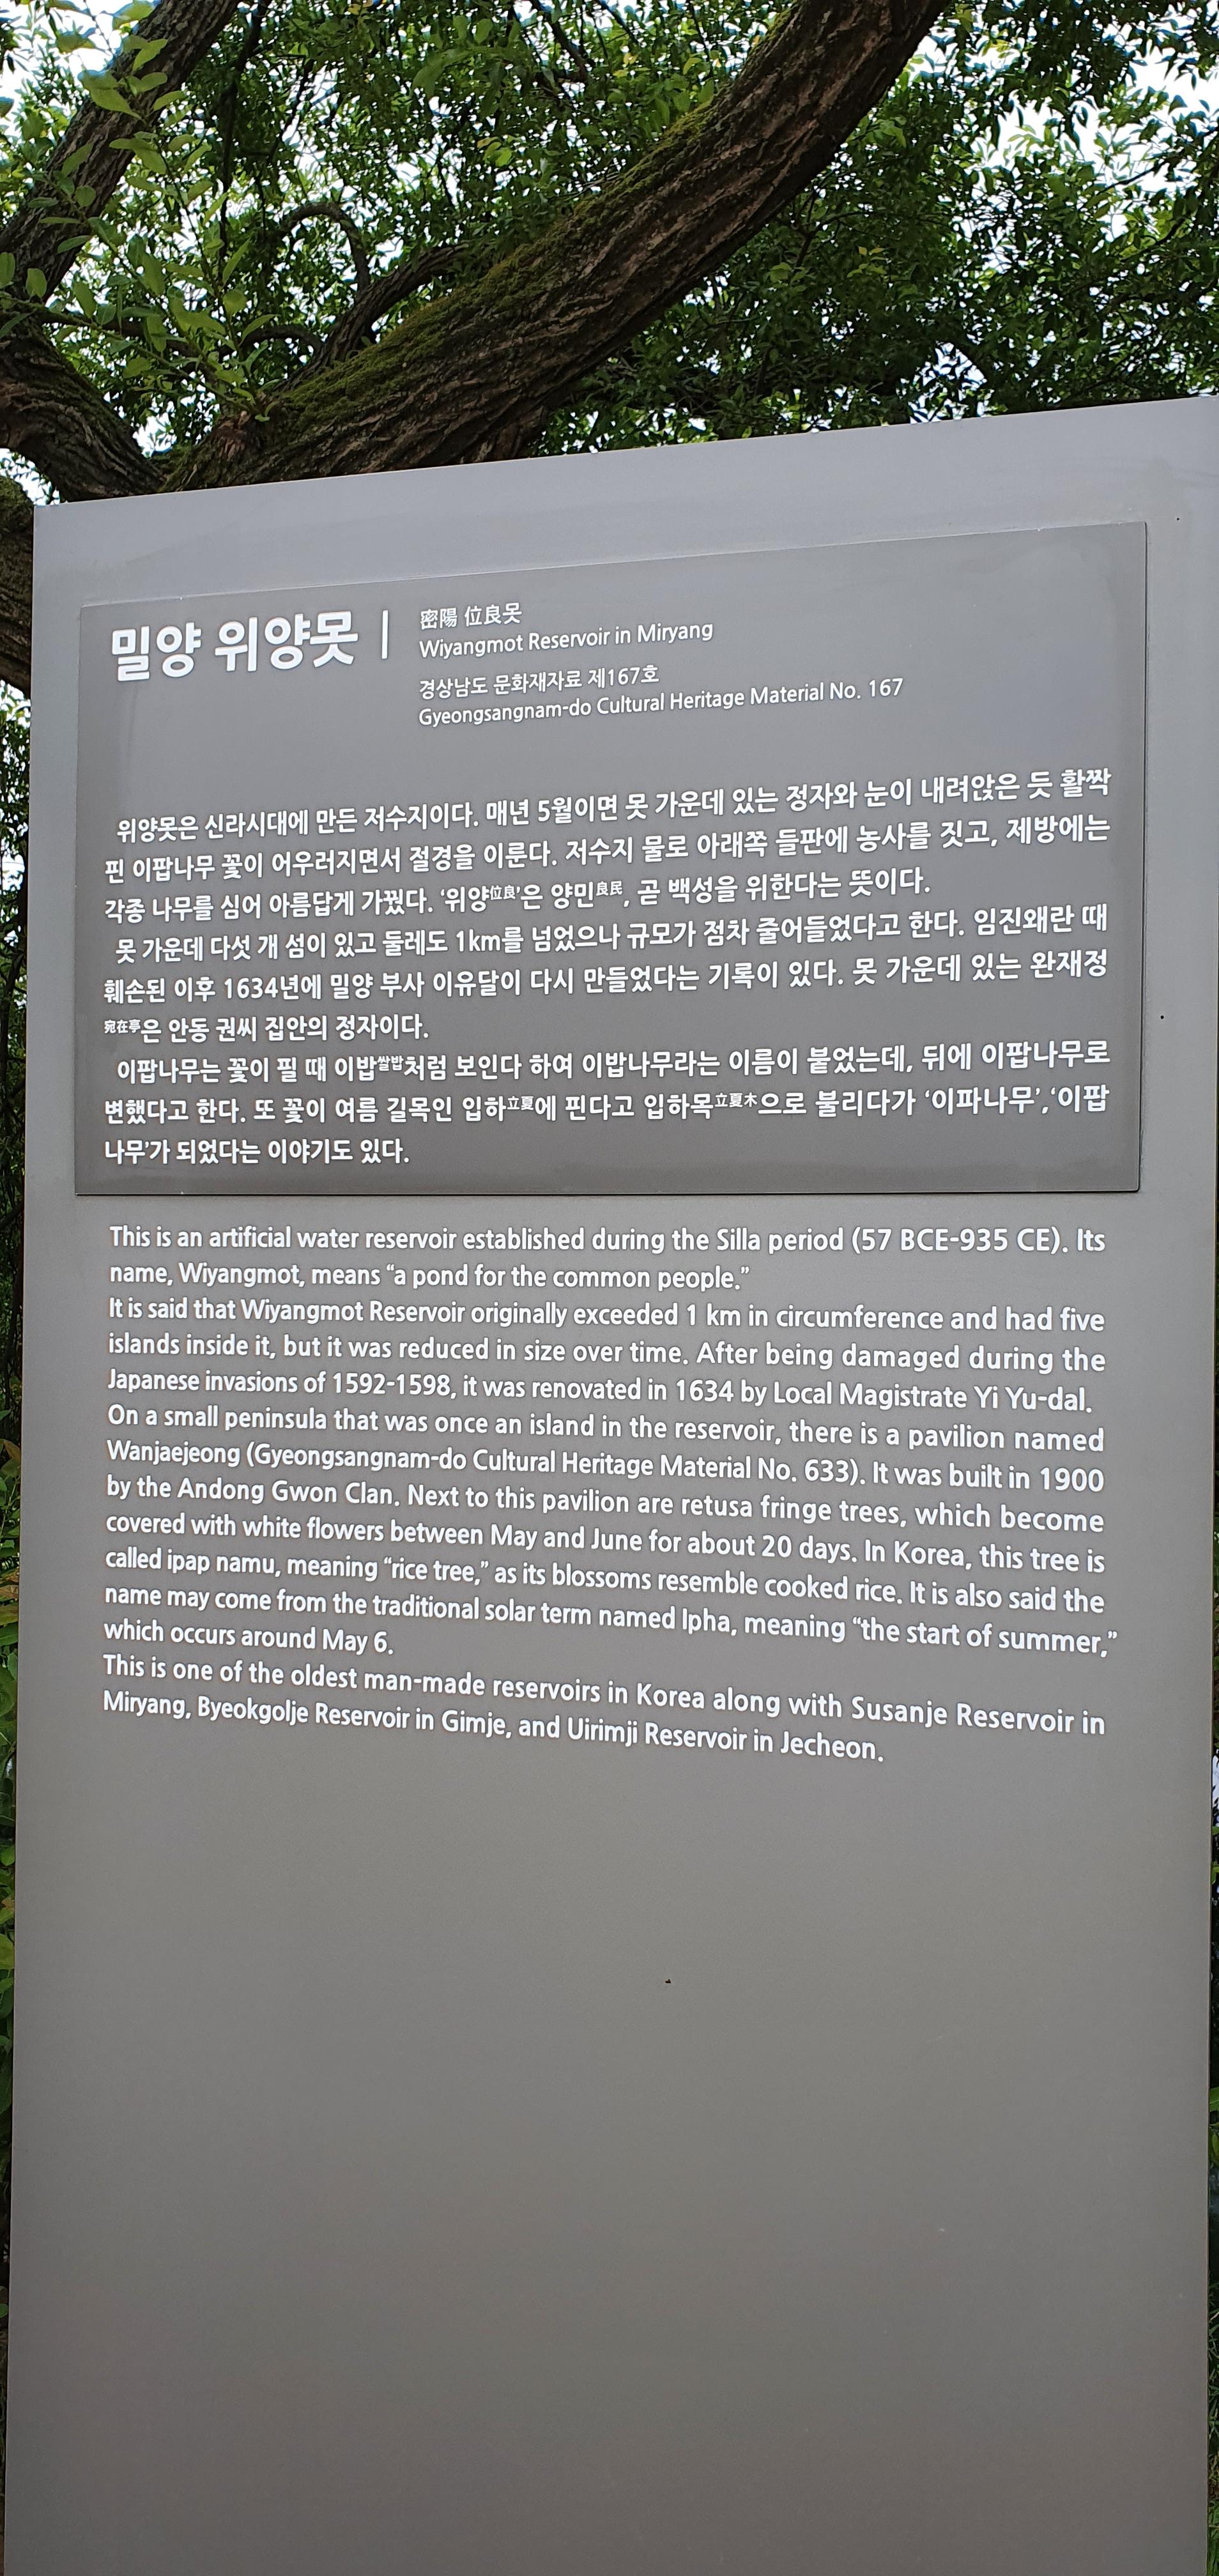 밀양 위양못
密陽 位良못
Wiyangmot Reservoir in Miryang
경상남도 문화재자료 제167호
Gyeongsangnam-do Cultural Heritage Material No. 167
위양못은 신라시대에 만든 저수지이다. 매년 5월이면 못 가운데 있는 정자와 눈이 내려앉은 듯 활짝
핀 이팝나무 꽃이 어우러지면서 절경을 이룬다. 저수지 물로 아래쪽 들판에 농사를 짓고, 제방에는
각종 나무를 심어 아름답게 가꿨다. ‘위양位良’은 양민良民, 곧 백성을 위한다는 뜻이다.
못 가운데 다섯 개 섬이 있고 둘레도 1km를 넘었으나 규모가 점차 줄어들었다고 한다. 임진왜란 때
훼손된 이후 1634년에 밀양 부사 이유달이 다시 만들었다는 기록이 있다. 못 가운데 있는 완재정
宛在亭은 안동 권씨 집안의 정자이다.
이팝나무는 꽃이 필 때 이밥쌀밥처럼 보인다 하여 이밥나무라는 이름이 붙었는데, 뒤에 이팝나무로
변했다고 한다. 또 꽃이 여름 길목인 입하立夏에 핀다고 입하목立夏木으로 불리다가 ‘이파나무’,‘이팝
나무’가 되었다는 이야기도 있다.
This is an artificial water reservoir established during the Silla period (57 BCE-935 CE). Its
name, Wiyangmot, means “a pond for the common people.”
It is said that Wiyangmot Reservoir originally exceeded 1 km in circumference and had five
islands inside it, but it was reduced in size over time. After being damaged during the
Japanese invasions of 1592-1598, it was renovated in 1634 by Local Magistrate Yi Yu-dal.
On a small peninsula that was once an island in the reservoir, there is a pavilion named
Wanjaejeong (Gyeongsangnam-do Cultural Heritage Material No. 633). It was built in 1900
by the Andong Gwon Clan. Next to this pavilion are retusa fringe trees, which become
covered with white flowers between May and June for about 20 days. In Korea, this tree is
called ipap namu, meaning “rice tree,” as its blossoms resemble cooked rice. It is also said the
name may come from the traditional solar term named Ipha, meaning “the start of summer,”
which occurs around May 6.
This is one of the oldest man-made reservoirs in Korea along with Susanje Reservoir in
Miryang, Byeokgolje Reservoir in Gimje, and Uirimji Reservoir in Jecheon.